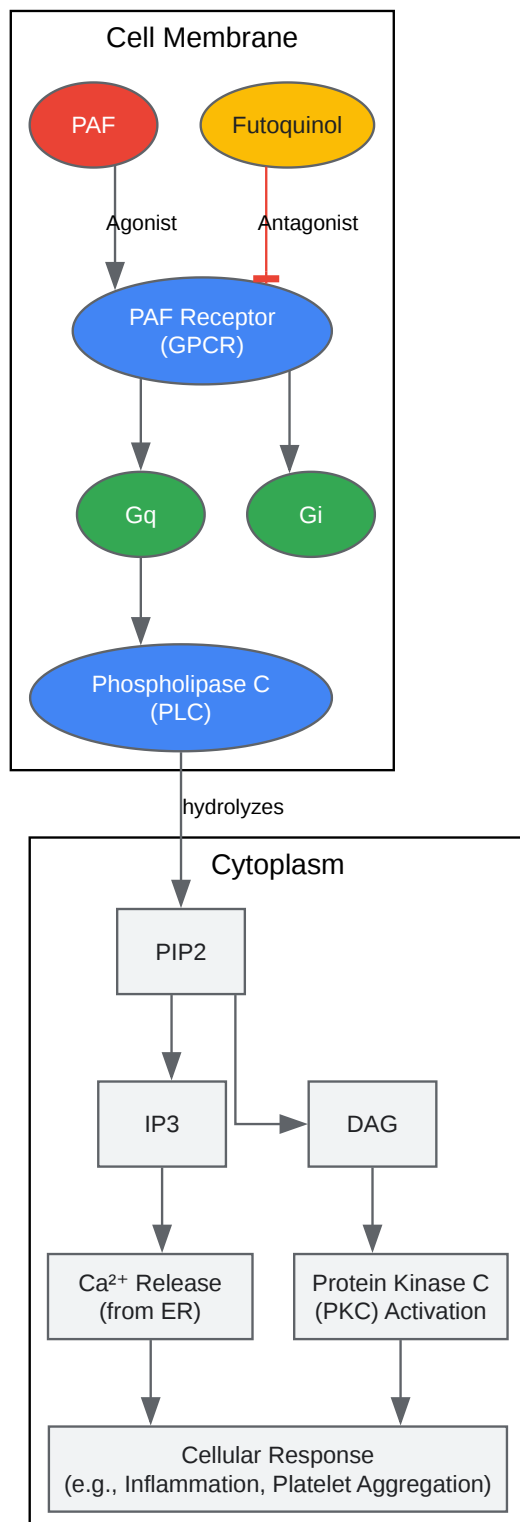 Cell Membrane
PAF
Futoquinol
Agonist
Antagonist
PAF Receptor
(GPCR)
Gq
Gi
Phospholipase C
(PLC)
hydrolyzes
Cytoplasm
PIP2
IP3
DAG
Ca²⁺ Release
(from ER)
Protein Kinase C
(PKC) Activation
Cellular Response
(e.g., Inflammation, Platelet Aggregation)